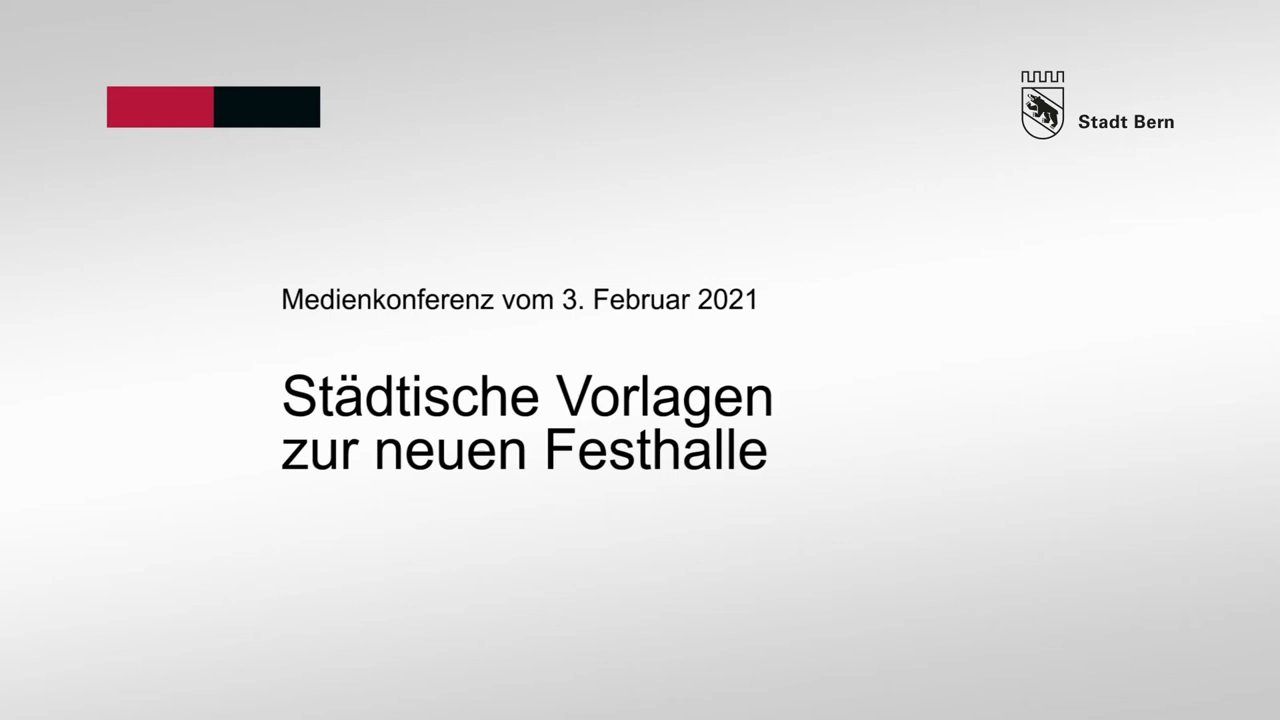 Stadt Bern
Medienkonferenz vom 3. Februar 2021
Städtische Vorlagen
zur neuen Festhalle